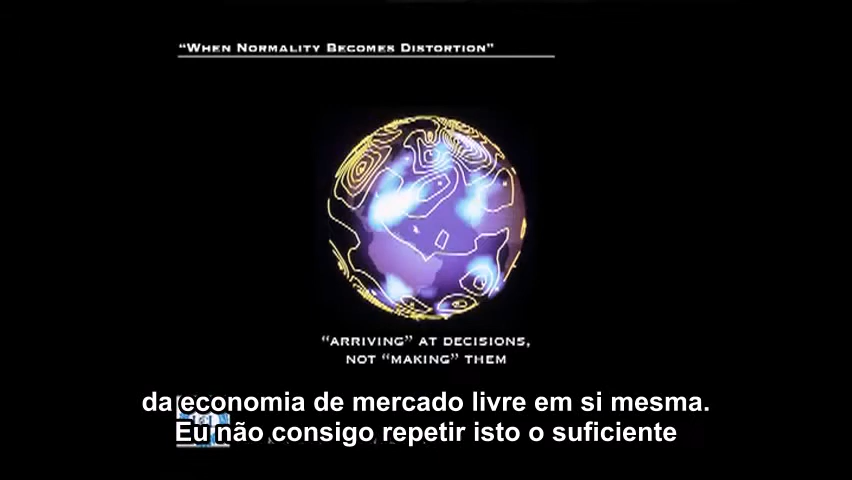 “When Normality Becomes Distortion”
“ARRIVING” AT DECISIONS,
NOT “MAKING” THEM
da economia de mercado livre em si mesma.
Eu não consigo repetir isto o suficiente